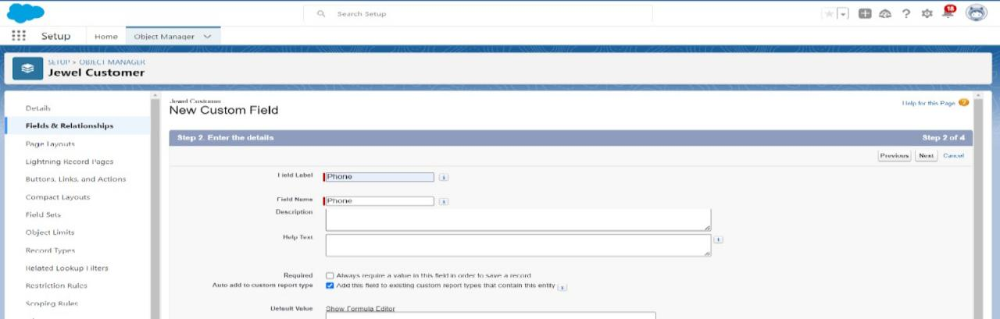 Search Setup
18
Setup
Home
Object Manager
SETUP > OBJECT MANAGER
Jewel Customer
Details
Fields & Relationships
Page Layouts
Lightning Record Pages
Buttons, Links, and Actions
Compact Layouts
Field Sets
Object Limits
Record Types
Related Lookup Filters
Restriction Rules
Scoping Rules
Jewel Customer
New Custom Field
Help for this Page ?
Step 2. Enter the details
Step 2 of 4
Previous
Next
Cancel
Field Label
Phone
i
Field Name
Phone
i
Description
Help Text
i
Required
Always require a value in this field in order to save a record
Auto add to custom report type
Add this field to existing custom report types that contain this entity
i
Default Value
Show Formula Editor